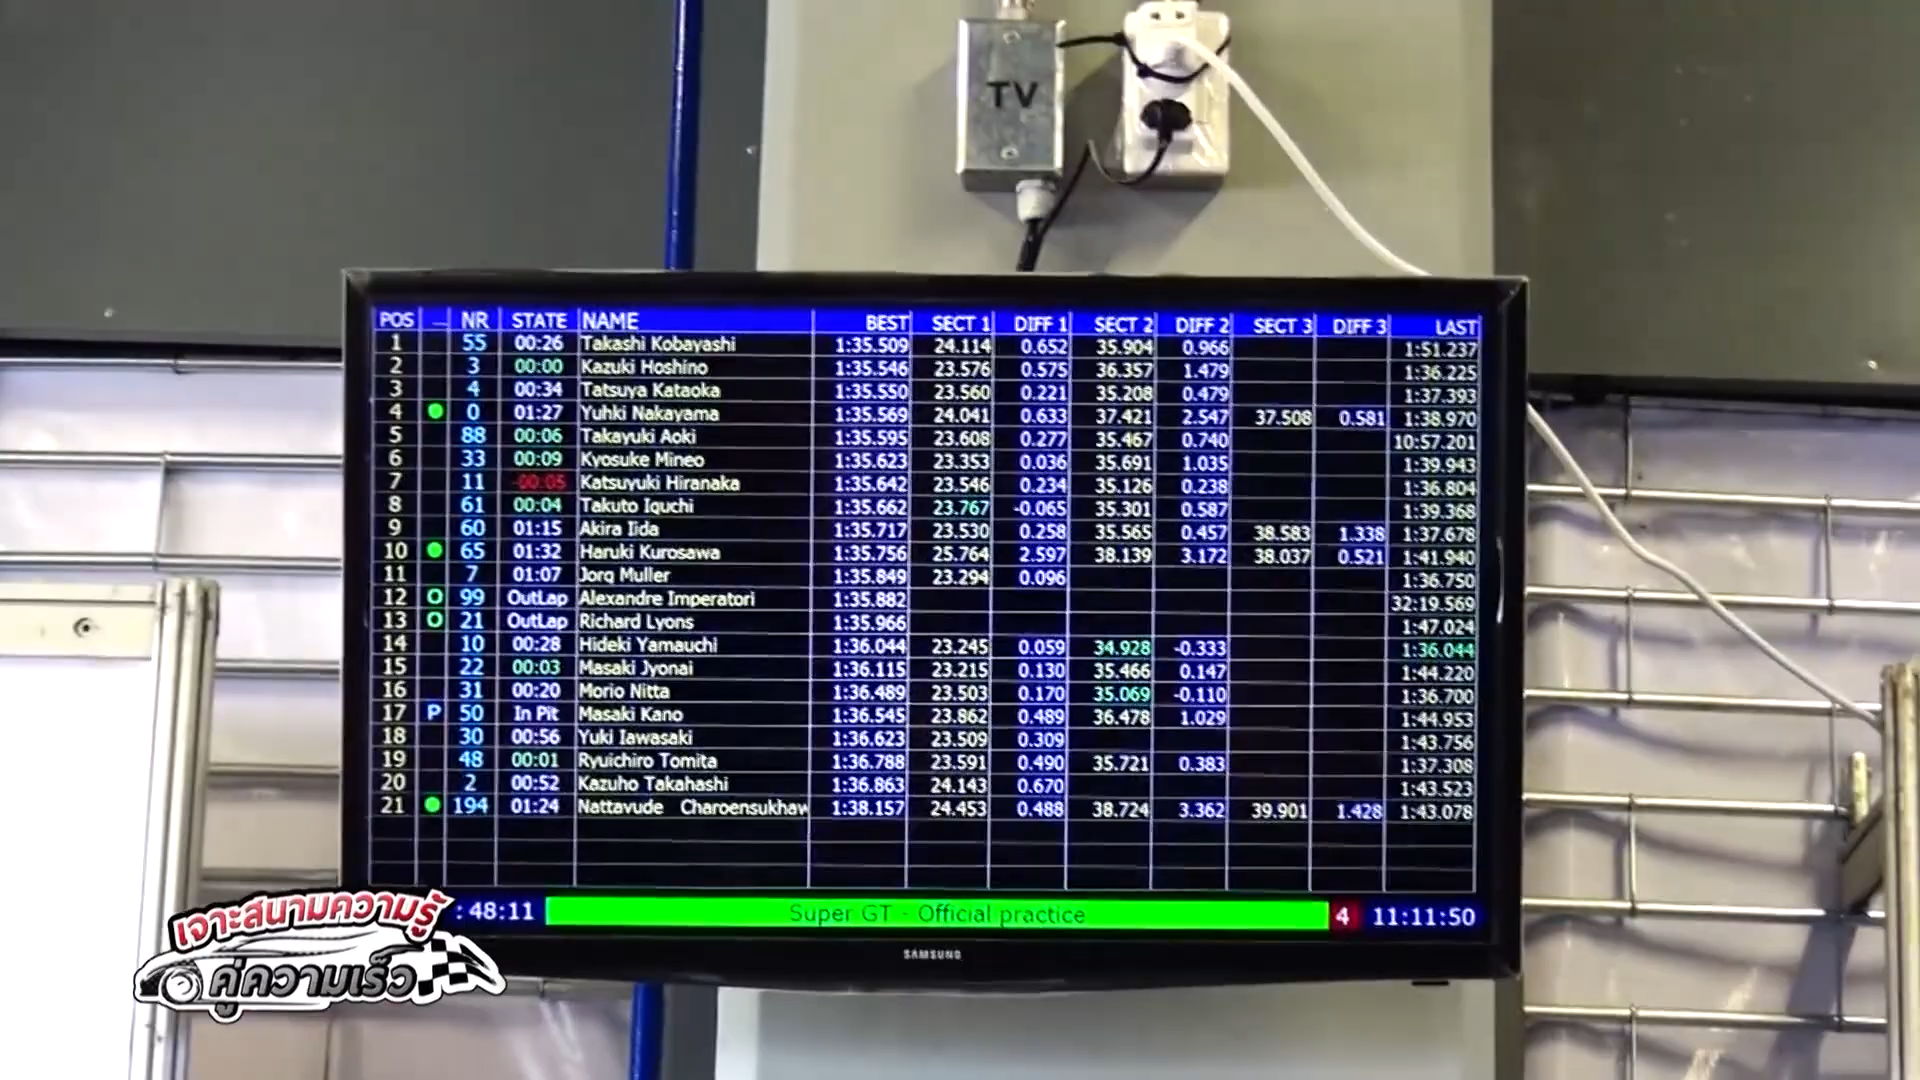 TV
POS NR STATE NAME BEST SECT 1 DIFF 1 SECT 2 DIFF 2 SECT 3 DIFF 3 LAST
1 55 00:26 Takashi Kobayashi 1:35.509 24.114 0.652 35.904 0.966 1:51.237
2 3 00:00 Kazuki Hoshino 1:35.546 23.576 0.575 36.357 1.479 1:36.225
3 4 00:34 Tatsuya Kataoka 1:35.550 23.560 0.221 35.208 0.479 1:37.393
4 0 01:27 Yuhki Nakayama 1:35.569 24.041 0.633 37.421 2.547 37.508 0.581 1:38.970
5 88 00:06 Takayuki Aoki 1:35.595 23.608 0.277 35.467 0.740 10:57.201
6 33 00:09 Kyosuke Mineo 1:35.623 23.353 0.036 35.691 1.035 1:39.943
7 11 -00:05 Katsuyuki Hiranaka 1:35.642 23.546 0.234 35.126 0.238 1:36.804
8 61 00:04 Takuto Iguchi 1:35.662 23.767 -0.065 35.301 0.587 1:39.368
9 60 01:15 Akira Iida 1:35.717 23.530 0.258 35.565 0.457 38.583 1.338 1:37.678
10 65 01:32 Haruki Kurosawa 1:35.756 25.764 2.597 38.139 3.172 38.037 0.521 1:41.940
11 7 01:07 Jorg Muller 1:35.849 23.294 0.096 1:36.750
12 O 99 OutLap Alexandre Imperatori 1:35.882 32:19.569
13 O 21 OutLap Richard Lyons 1:35.966 1:47.024
14 10 00:28 Hideki Yamauchi 1:36.044 23.245 0.059 34.928 -0.333 1:36.044
15 22 00:03 Masaki Jyonai 1:36.115 23.215 0.130 35.466 0.147 1:44.220
16 31 00:20 Morio Nitta 1:36.489 23.503 0.170 35.069 -0.110 1:36.700
17 P 50 In Pit Masaki Kano 1:36.545 23.862 0.489 36.478 1.029 1:44.953
18 30 00:56 Yuki Iawasaki 1:36.623 23.509 0.309 1:43.756
19 48 00:01 Ryuichiro Tomita 1:36.788 23.591 0.490 35.721 0.383 1:37.308
20 2 00:52 Kazuho Takahashi 1:36.863 24.143 0.670 1:43.523
21 194 01:24 Nattavude Charoensukhaw 1:38.157 24.453 0.488 38.724 3.362 39.901 1.428 1:43.078
:48:11 Super GT - Official practice 4 11:11:50
SAMSUNG
เจาะสนามความรู้
คู่ความเร็ว